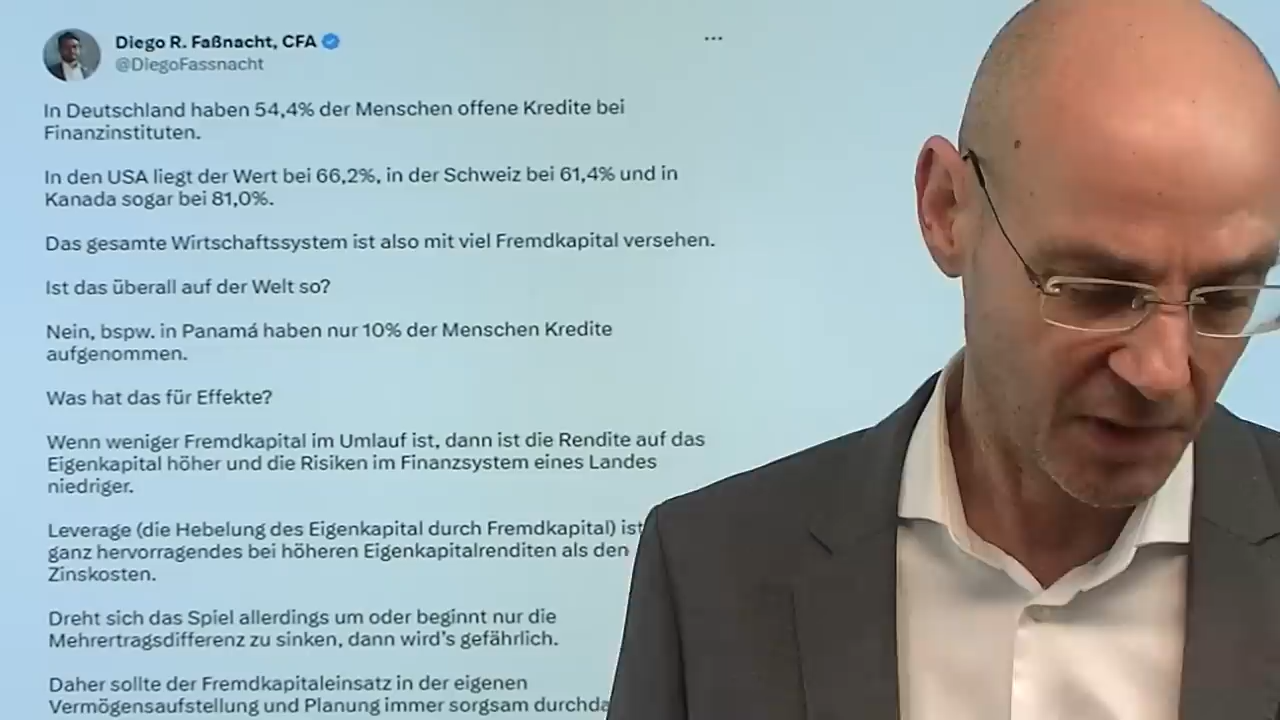 Diego R. Faßnacht, CFA
@DiegoFassnacht
In Deutschland haben 54,4% der Menschen offene Kredite bei
Finanzinstituten.
In den USA liegt der Wert bei 66,2%, in der Schweiz bei 61,4% und in
Kanada sogar bei 81,0%.
Das gesamte Wirtschaftssystem ist also mit viel Fremdkapital versehen.
Ist das überall auf der Welt so?
Nein, bspw. in Panamá haben nur 10% der Menschen Kredite
aufgenommen.
Was hat das für Effekte?
Wenn weniger Fremdkapital im Umlauf ist, dann ist die Rendite auf das
Eigenkapital höher und die Risiken im Finanzsystem eines Landes
niedriger.
Leverage (die Hebelung des Eigenkapital durch Fremdkapital) ist
ganz hervorragendes bei höheren Eigenkapitalrenditen als den
Zinskosten.
Dreht sich das Spiel allerdings um oder beginnt nur die
Mehrertragsdifferenz zu sinken, dann wird's gefährlich.
Daher sollte der Fremdkapitaleinsatz in der eigenen
Vermögensaufstellung und Planung immer sorgsam